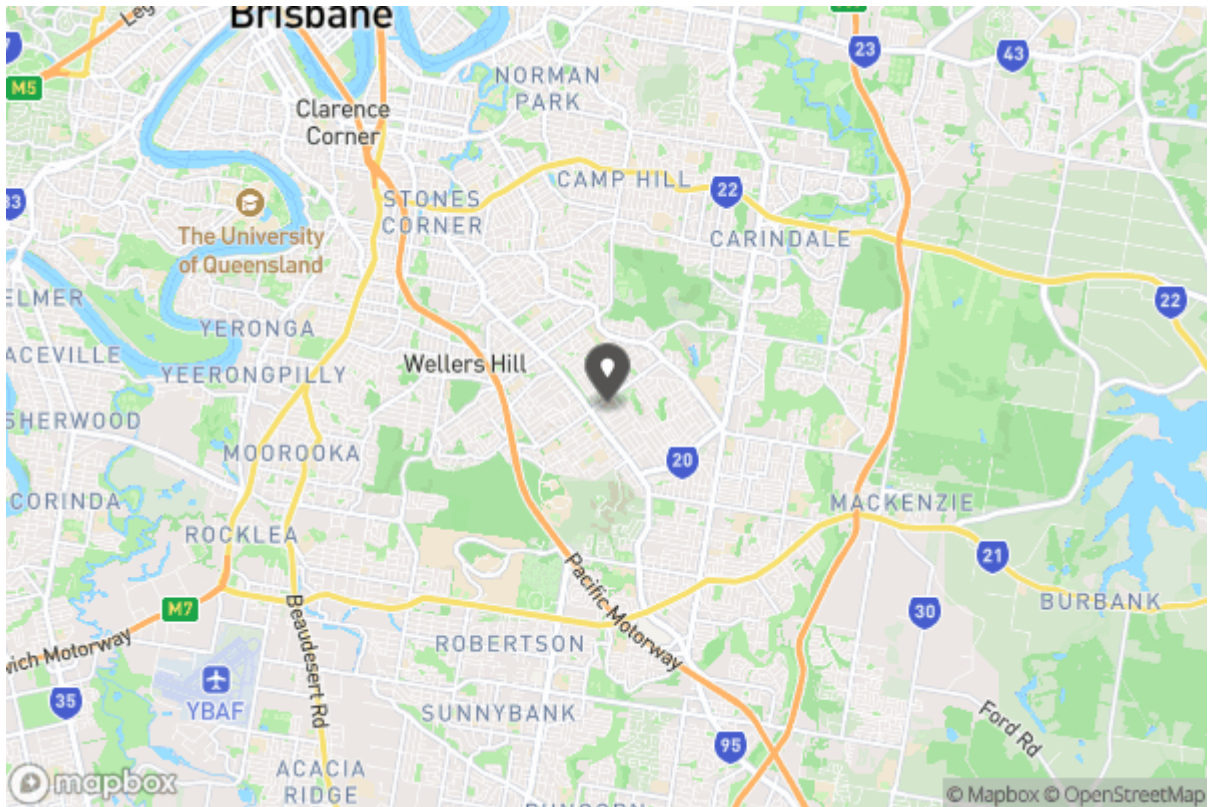 Brisbane
M5
Leg
23
43
NORMAN
PARK
Clarence
Corner
CAMP HILL
22
STONES
CORNER
33
The University
of Queensland
CARINDALE
22
ELMER
YERONGA
ACEVILLE
Wellers Hill
YEERONGPILLY
SHERWOOD
MOOROOKA
20
CORINDA
MACKENZIE
ROCKLEA
21
Pacific Motorway
M7
Beaudesert Rd
30
BURBANK
ROBERTSON
wich Motorway
YBAF
35
SUNNYBANK
Ford Rd
95
ACACIA
RIDGE
mapbox
© Mapbox © OpenStreetMap